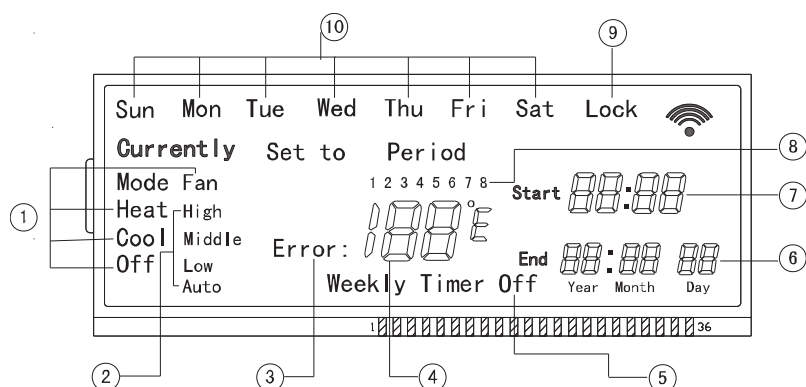 10 9
Sun Mon Tue Wed Thu Fri Sat Lock
Currently Set to Period
8
Mode Fan 1 2 3 4 5 6 7 8
Start 88:88 7
1 Heat High 188°E
Cool Middle
Error:
Off Low End 88:88 88 6
Auto Weekly Timer Off Year Month Day
1 36
2 3 4 5